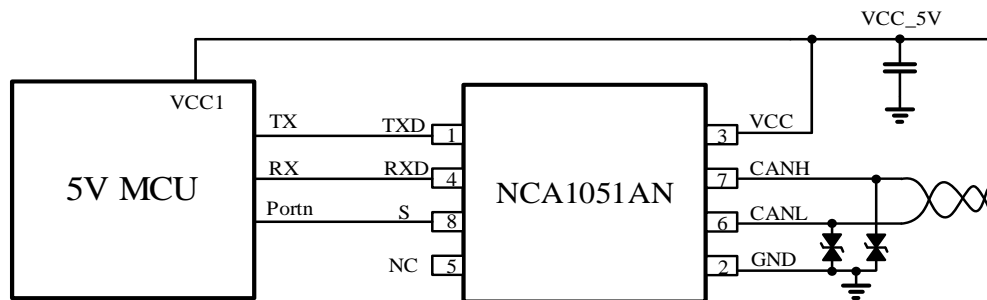 VCC_5V
VCC1
TX TXD 1
3 VCC
RX RXD 4
7 CANH
5V MCU
NCA1051AN
Portn S 8
6 CANL
NC 5
2 GND